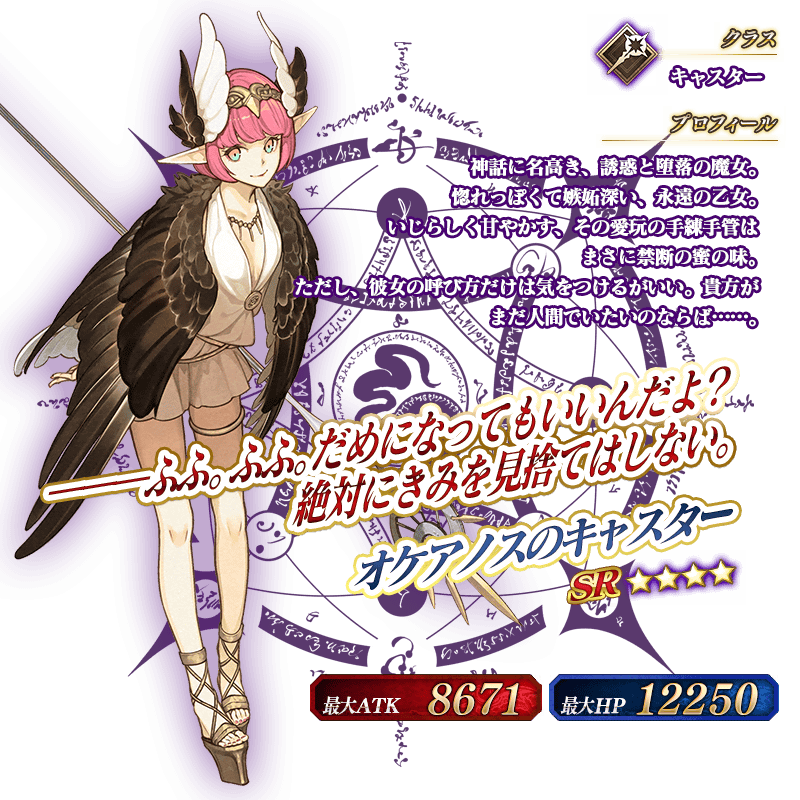 クラス
キャスター
プロフィール
神話に名高き、誘惑と堕落の魔女。
惚れっぽくて嫉妬深い、永遠の乙女。
いじらしく甘やかす、その愛玩の手練手管は
まさに禁断の蜜の味。
ただし、彼女の呼び方だけは気をつけるがいい。貴方が
まだ人間でいたいのならば……。
――ふふ。ふふ。だめになってもいいんだよ？
絶対にきみを見捨てはしない。
オケアノスのキャスター
SR ★★★★
最大ATK 8671
最大HP 12250